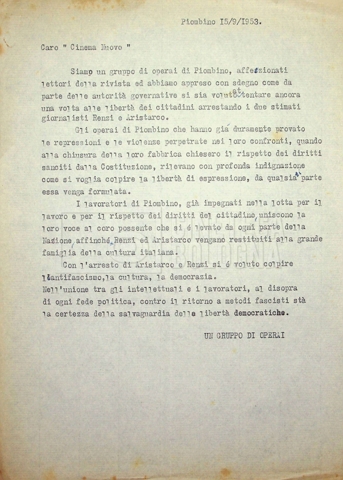 Piombino 15/9/1953.
Caro " Cinema Nuovo "
Siamo un gruppo di operai di Piombino, affezionati
lettori della rivista ed abbiamo appreso con sdegno come da
parte delle autorità governative si sia voluto attentare ancora
una volta alle libertà dei cittadini arrestando i due stimati
giornalisti Renzi e Aristarco.
Gli operai di Piombino che hanno già duramente provato
le repressioni e le violenze perpetrate nei loro confronti, quando
alla chiusura della loro fabbrica chiesero il rispetto dei diritti
sanciti dalla Costituzione, rilevano con profonda indignazione
come si voglia colpire la libertà di espressione, da qualsiasi parte
essa venga formulata.
I lavoratori di Piombino, già impegnati nella lotta per il
lavoro e per il rispetto dei diritti del cittadino, uniscono la
loro voce al coro possente che si è levato da ogni parte della
Nazione, affinché Renzi ed Aristarco vengano restituiti alla grande
famiglia della cultura italiana.
Con l'arresto di Aristarco e Renzi si è voluto colpire
l'antifascismo, la cultura, la democrazia.
Nell'unione tra gli intellettuali e i lavoratori, al disopra
di ogni fede politica, contro il ritorno a metodi fascisti stà
la certezza della salvaguardia delle libertà democratiche.
UN GRUPPO DI OPERAI